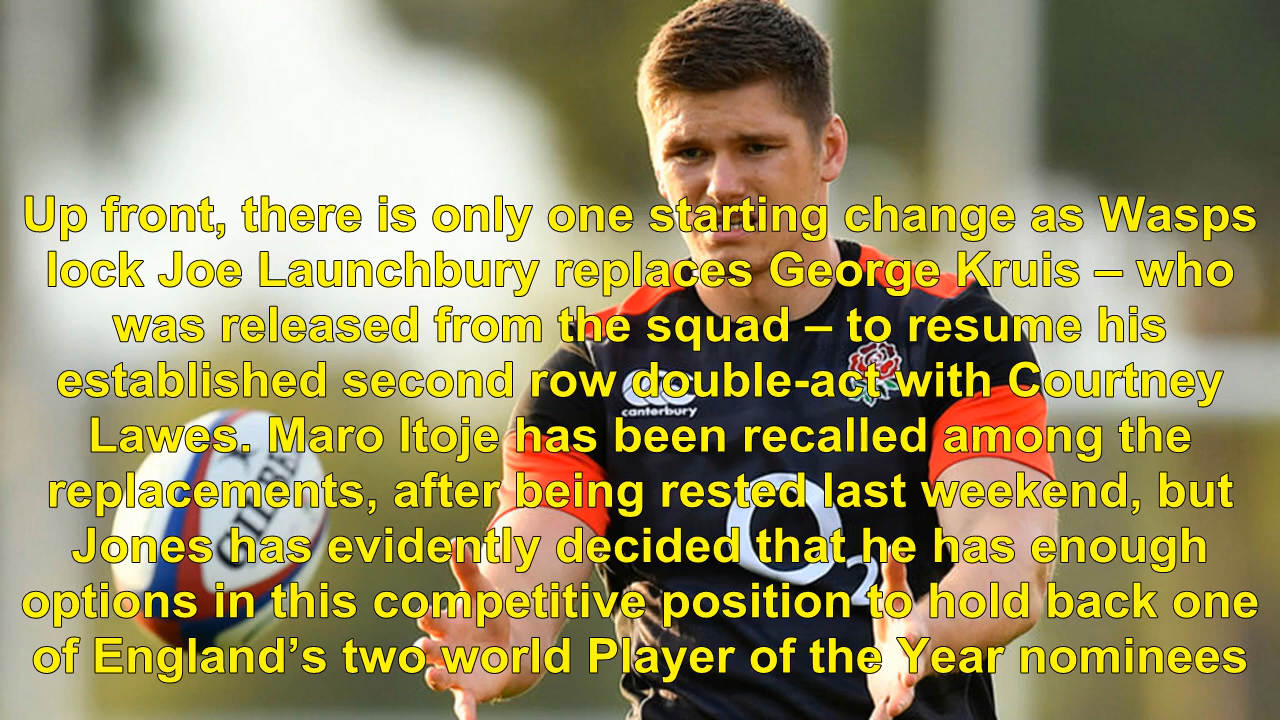 Up front, there is only one starting change as Wasps
lock Joe Launchbury replaces George Kruis – who
was released from the squad – to resume his
established second row double-act with Courtney
Lawes. Maro Itoje has been recalled among the
replacements, after being rested last weekend, but
Jones has evidently decided that he has enough
options in this competitive position to hold back one
of England’s two world Player of the Year nominees
canterbury
GILBERT
O2